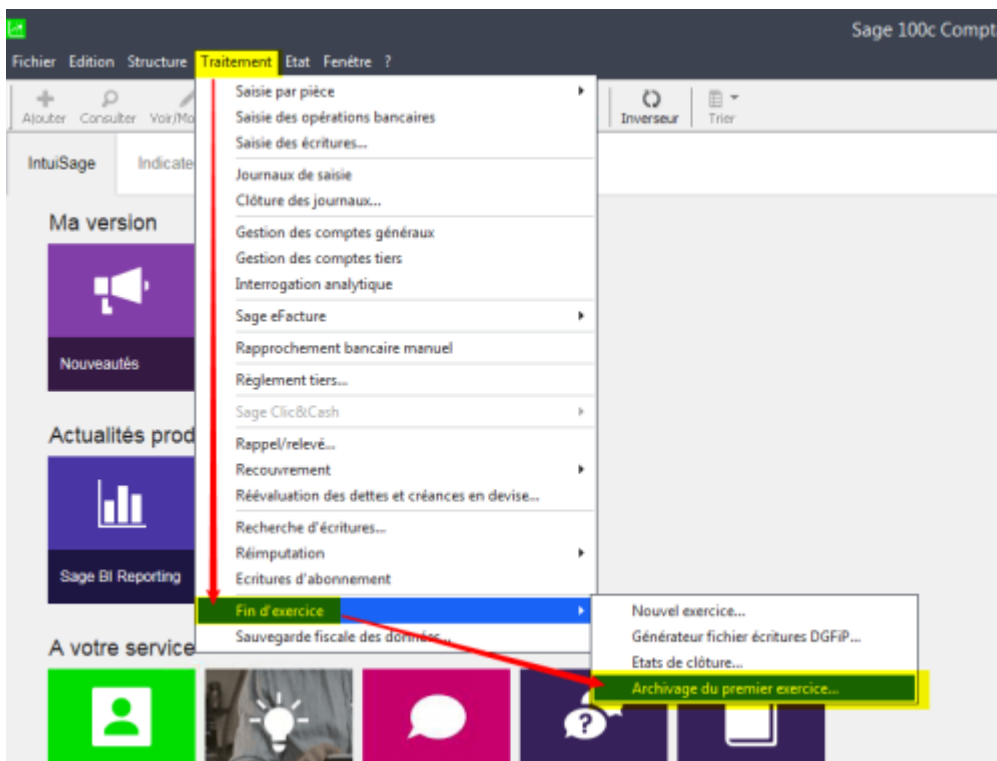 Sage 100c Compt
Fichier Edition Structure Traitement Etat Fenêtre ?
Ajouter Consulter Voir/Mo Inverseur Trier
IntuiSage Indicate
Ma version
Nouveautés
Actualités prod
Sage BI Reporting
A votre service
Saisie par pièce
Saisie des opérations bancaires
Saisie des écritures...
Journaux de saisie
Clôture des journaux...
Gestion des comptes généraux
Gestion des comptes tiers
Interrogation analytique
Sage eFacture
Rapprochement bancaire manuel
Règlement tiers...
Sage Clic&Cash
Rappel/relevé...
Recouvrement
Réévaluation des dettes et créances en devise...
Recherche d'écritures...
Réimputation
Ecritures d'abonnement
Fin d'exercice
Sauvegarde fiscale des données...
Nouvel exercice...
Générateur fichier écritures DGFiP...
Etats de clôture...
Archivage du premier exercice...
?